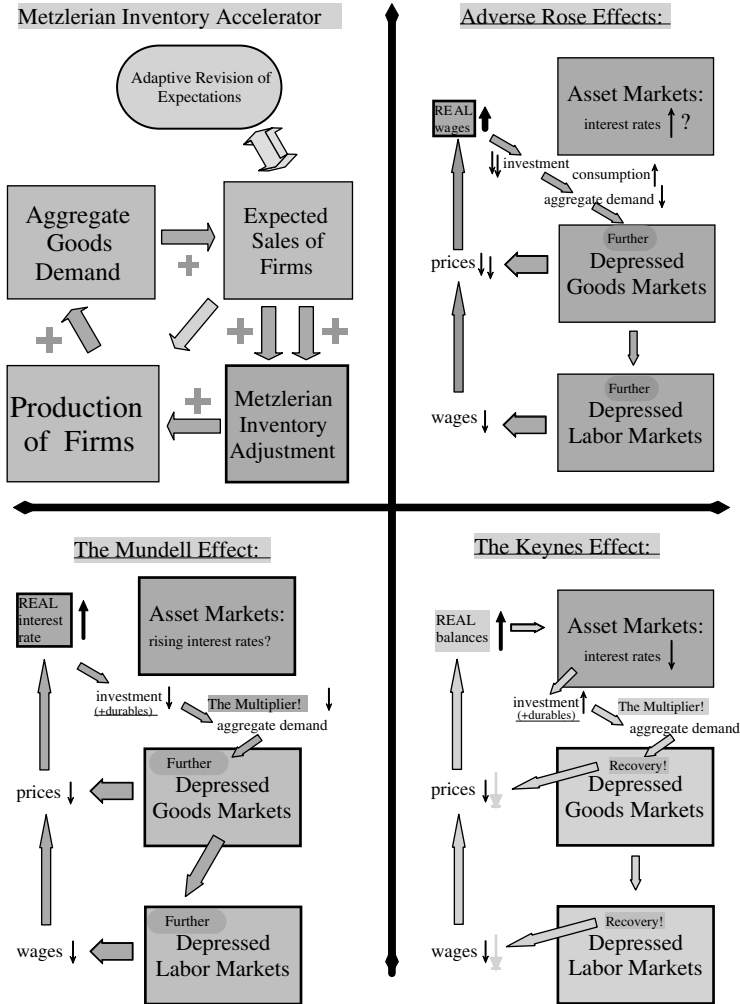 Metzlerian Inventory Accelerator
Adaptive Revision of
Expectations
Aggregate
Goods
Demand
Expected
Sales of
Firms
+
+
+
+
+
Production
of Firms
Metzlerian
Inventory
Adjustment
Adverse Rose Effects:
REAL
wages
Asset Markets:
interest rates ?
investment
consumption
aggregate demand
Further
Depressed
Goods Markets
prices
Further
Depressed
Labor Markets
wages
The Mundell Effect:
REAL
interest
rate
Asset Markets:
rising interest rates?
investment
(+durables)
The Multiplier!
aggregate demand
Further
Depressed
Goods Markets
prices
Further
Depressed
Labor Markets
wages
The Keynes Effect:
REAL
balances
Asset Markets:
interest rates
investment
(+durables)
The Multiplier!
aggregate demand
Recovery!
Depressed
Goods Markets
prices
Recovery!
Depressed
Labor Markets
wages